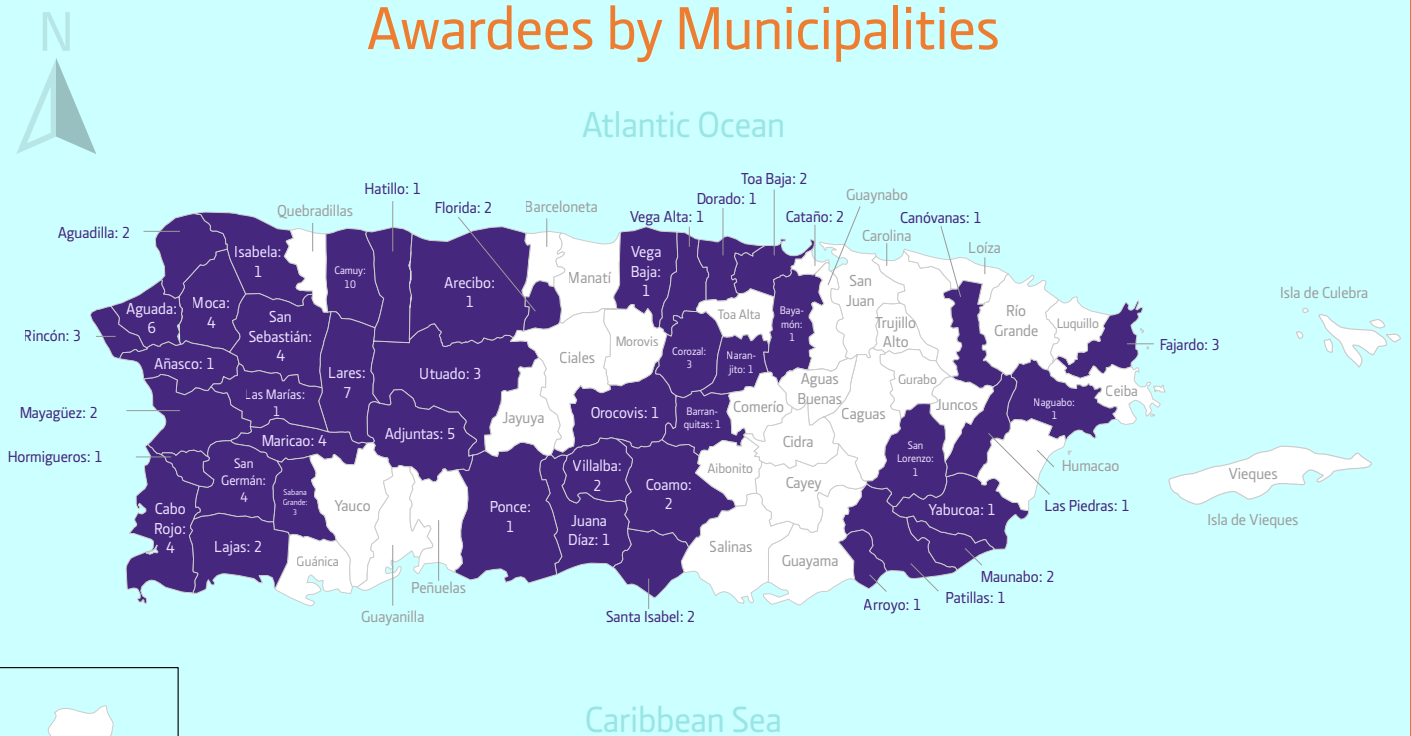 N
Awardees by Municipalities
Atlantic Ocean
Toa Baja: 2
Hatillo: 1
Dorado: 1
Guaynabo
Quebradillas
Florida: 2
Barceloneta
Vega Alta: 1
Cataño: 2
Canóvanas: 1
Aguadilla: 2
Carolina
Loíza
Isabela:
1
Camuy:
10
Arecibo:
1
Manatí
Vega
Baja:
1
San
Juan
Isla de Culebra
Aguada:
6
Moca:
4
San
Sebastián:
4
Toa Alta
Baya-
món:
1
Trujillo
Alto
Río
Grande
Luquillo
Rincón: 3
Fajardo: 3
Añasco: 1
Lares:
7
Utuado: 3
Ciales
Morovis
Corozal:
3
Naran-
jito: 1
Aguas
Buenas
Gurabo
Las Marías:
1
Mayagüez: 2
Jayuya
Orocovis: 1
Barran-
quitas: 1
Comerío
Caguas
Juncos
Naguabo:
1
Ceiba
Maricao: 4
Adjuntas: 5
Cidra
San
Lorenzo:
1
Hormigueros: 1
San
Germán:
4
Villalba:
2
Aibonito
Humacao
Sabana
Grande:
3
Yauco
Coamo:
2
Cayey
Vieques
Cabo
Rojo:
4
Ponce:
1
Juana
Díaz: 1
Yabucoa: 1
Las Piedras: 1
Isla de Vieques
Lajas: 2
Guánica
Salinas
Guayama
Peñuelas
Maunabo: 2
Guayanilla
Santa Isabel: 2
Arroyo: 1
Patillas: 1
Caribbean Sea